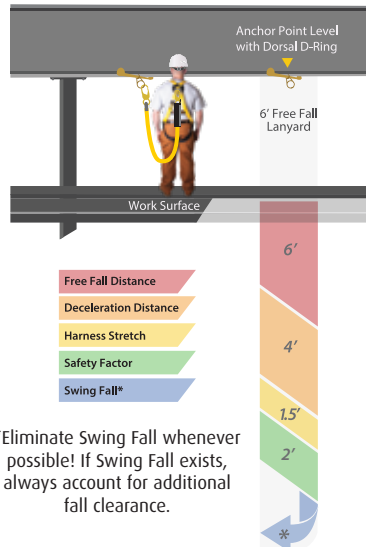 Anchor Point Level
with Dorsal D-Ring
6' Free Fall
Lanyard
Work Surface
6'
Free Fall Distance
Deceleration Distance
4'
Harness Stretch
Safety Factor
1.5'
Swing Fall*
2'
*Eliminate Swing Fall whenever
possible! If Swing Fall exists,
always account for additional
fall clearance.
*